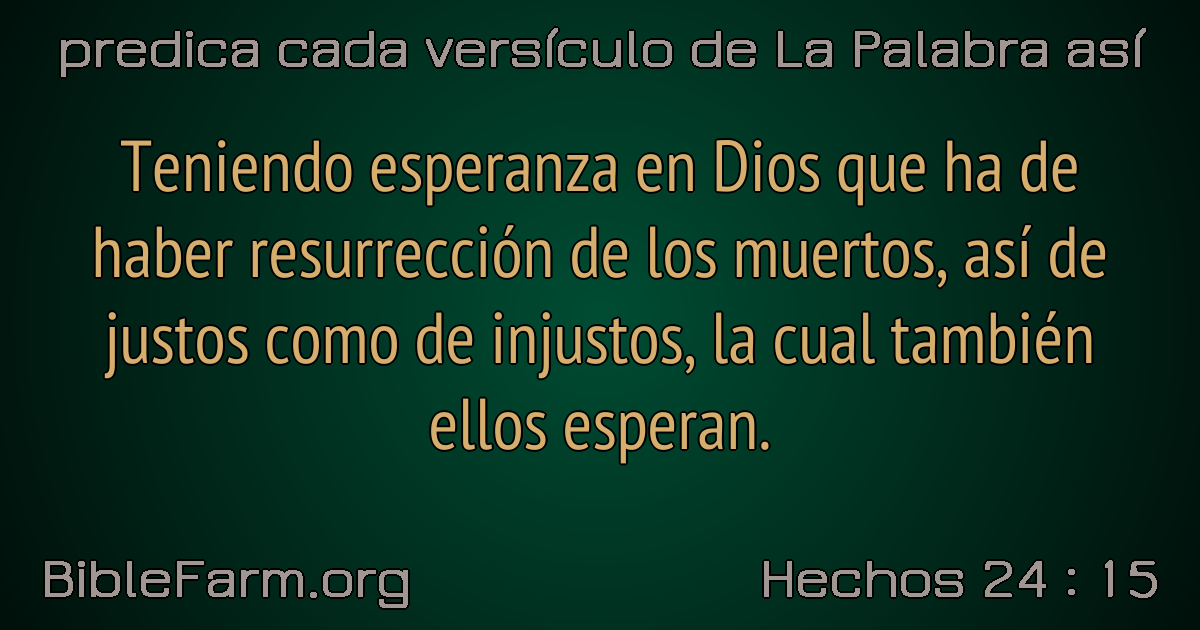 predica cada versículo de La Palabra así
Teniendo esperanza en Dios que ha de
haber resurrección de los muertos, así de
justos como de injustos, la cual también
ellos esperan.
BibleFarm.org
Hechos 24 : 15